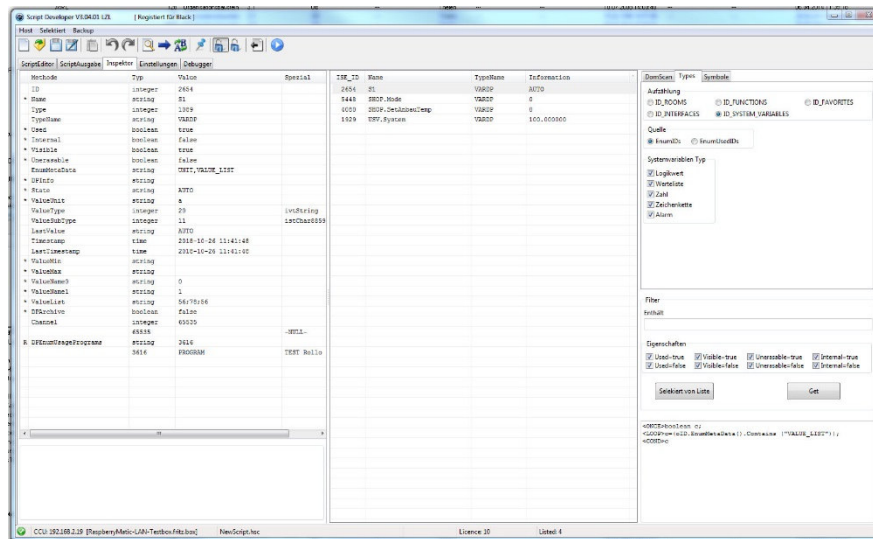 Script Developer V3.04.01 LZL [ Registiert für Black ]
Host Selektiert Backup
ScriptEditor ScriptAusgabe Inspektor Einstellungen Debugger
Methode Typ Value Spezial
ID integer 2654
* Name string S1
Type integer
TypeName string VARDP
* Used boolean true
* Internal boolean false
* Visible boolean true
* Unerasable boolean false
EnumMetaData string UNIT,VALUE_LIST
* DPInfo string
* State string AUTO
* ValueUnit string a
ValueType integer 20 ivtString
ValueSubType integer 11 istChar8859
LastValue string AUTO
Timestamp time 2018-10-26 11:41:48
LastTimestamp time 2018-10-26 11:41:48
* ValueMin string
* ValueMax string
* ValueName0 string 0
* ValueName1 string 1
* ValueList string 56;78;56
* DPArchive boolean false
Channel integer 65535
65535 -NULL-
R DPEnumUsagePrograms string 3616
3616 PROGRAM TEST Rollo
ISE_ID Name TypeName Information
2654 S1 VARDP AUTO
5448 SHOP.Mode VARDP 0
SHOP.SetAnbauTemp VARDP 0
1929 USV.System VARDP 100.000000
DomScan Types Symbole
Aufzählung
ID_ROOMS ID_FUNCTIONS ID_FAVORITES
ID_INTERFACES ID_SYSTEM_VARIABLES
Quelle
EnumIDs EnumUsedIDs
Systemvariablen Typ
Logikwert
Werteliste
Zahl
Zeichenkette
Alarm
Filter
Enthält
Eigenschaften
Used=true Visible=true Unerasable=true Internal=true
Used=false Visible=false Unerasable=false Internal=false
Selekiert von Liste Get
<ONCE>boolean c;
<LOOP>c=(oID.EnumMetaData().Contains ("VALUE_LIST"));
<COND>c
CCU: 192.168.2.19 [RaspberryMatic-LAN-Testbox.fritz.box] NewScript.hsc Licence: 10 Listed: 4